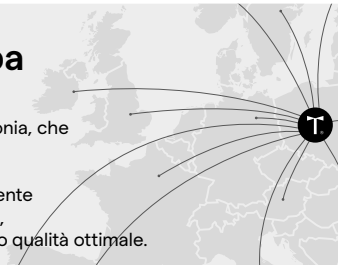 pa
onia, che
ente
,
o qualità ottimale.
T.